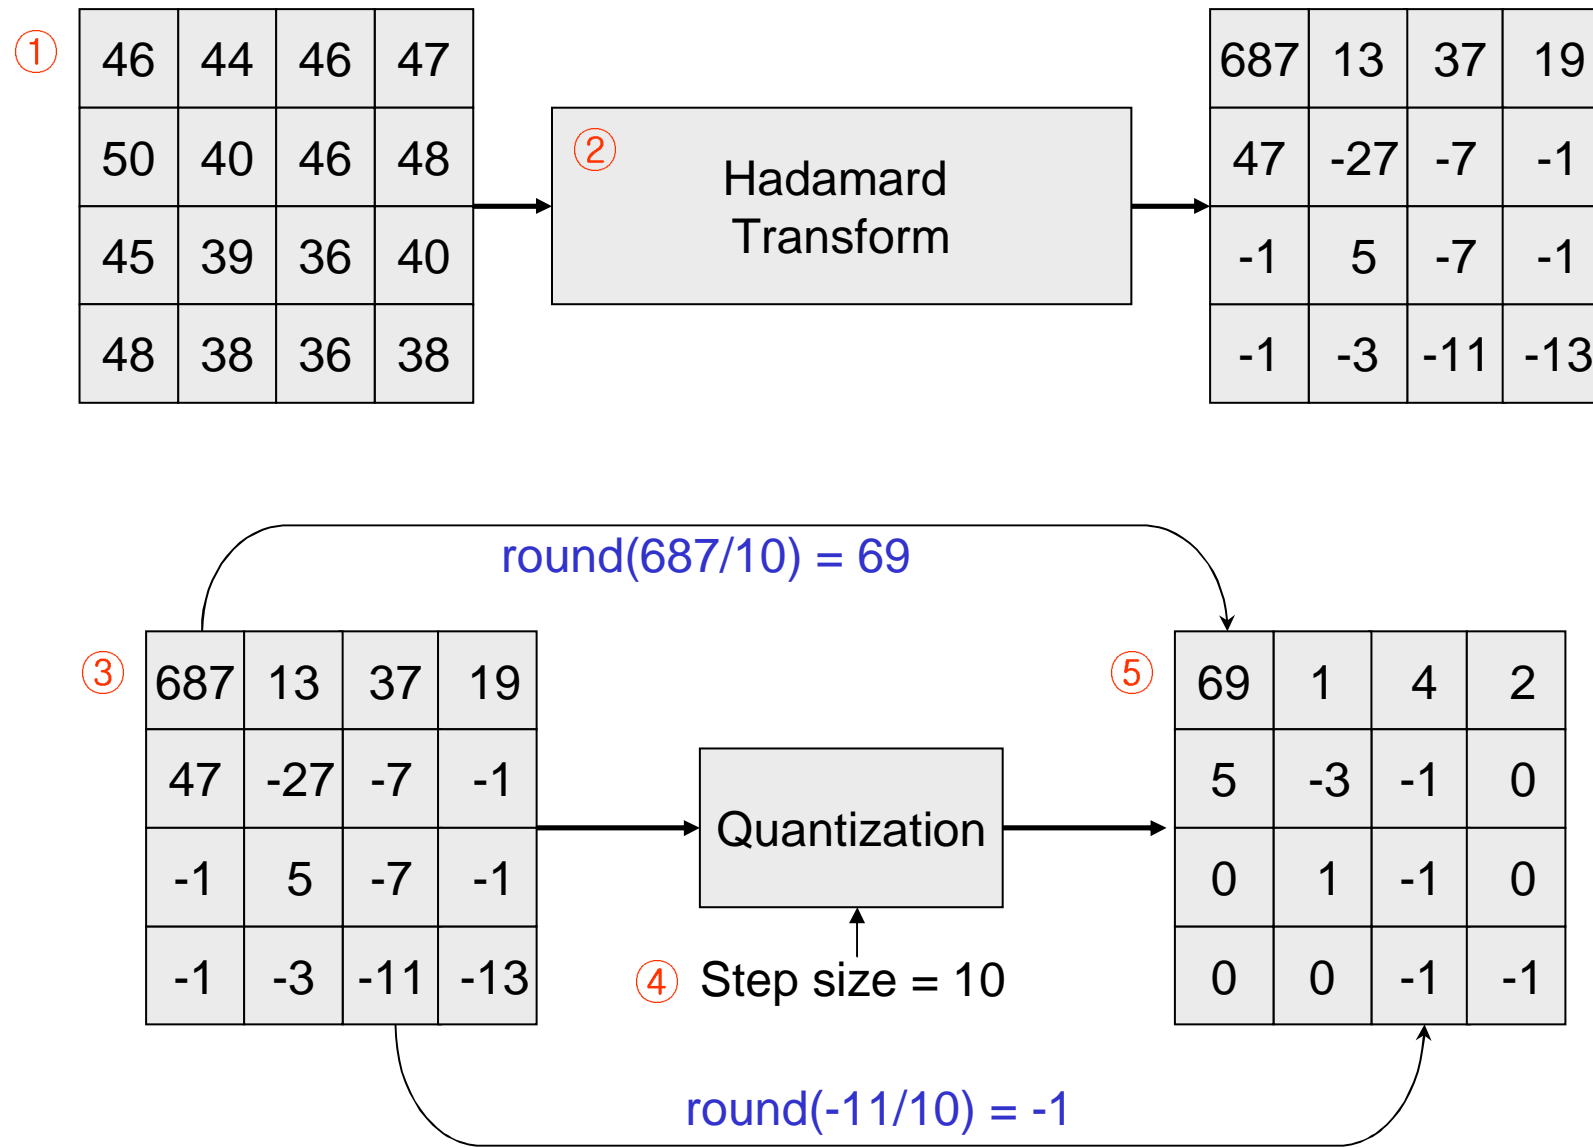 ①
46 44 46 47
50 40 46 48
45 39 36 40
48 38 36 38
②
Hadamard
Transform
687 13 37 19
47 -27 -7 -1
-1 5 -7 -1
-1 -3 -11 -13
round(687/10) = 69
③
687 13 37 19
47 -27 -7 -1
-1 5 -7 -1
-1 -3 -11 -13
Quantization
④ Step size = 10
⑤
69 1 4 2
5 -3 -1 0
0 1 -1 0
0 0 -1 -1
round(-11/10) = -1